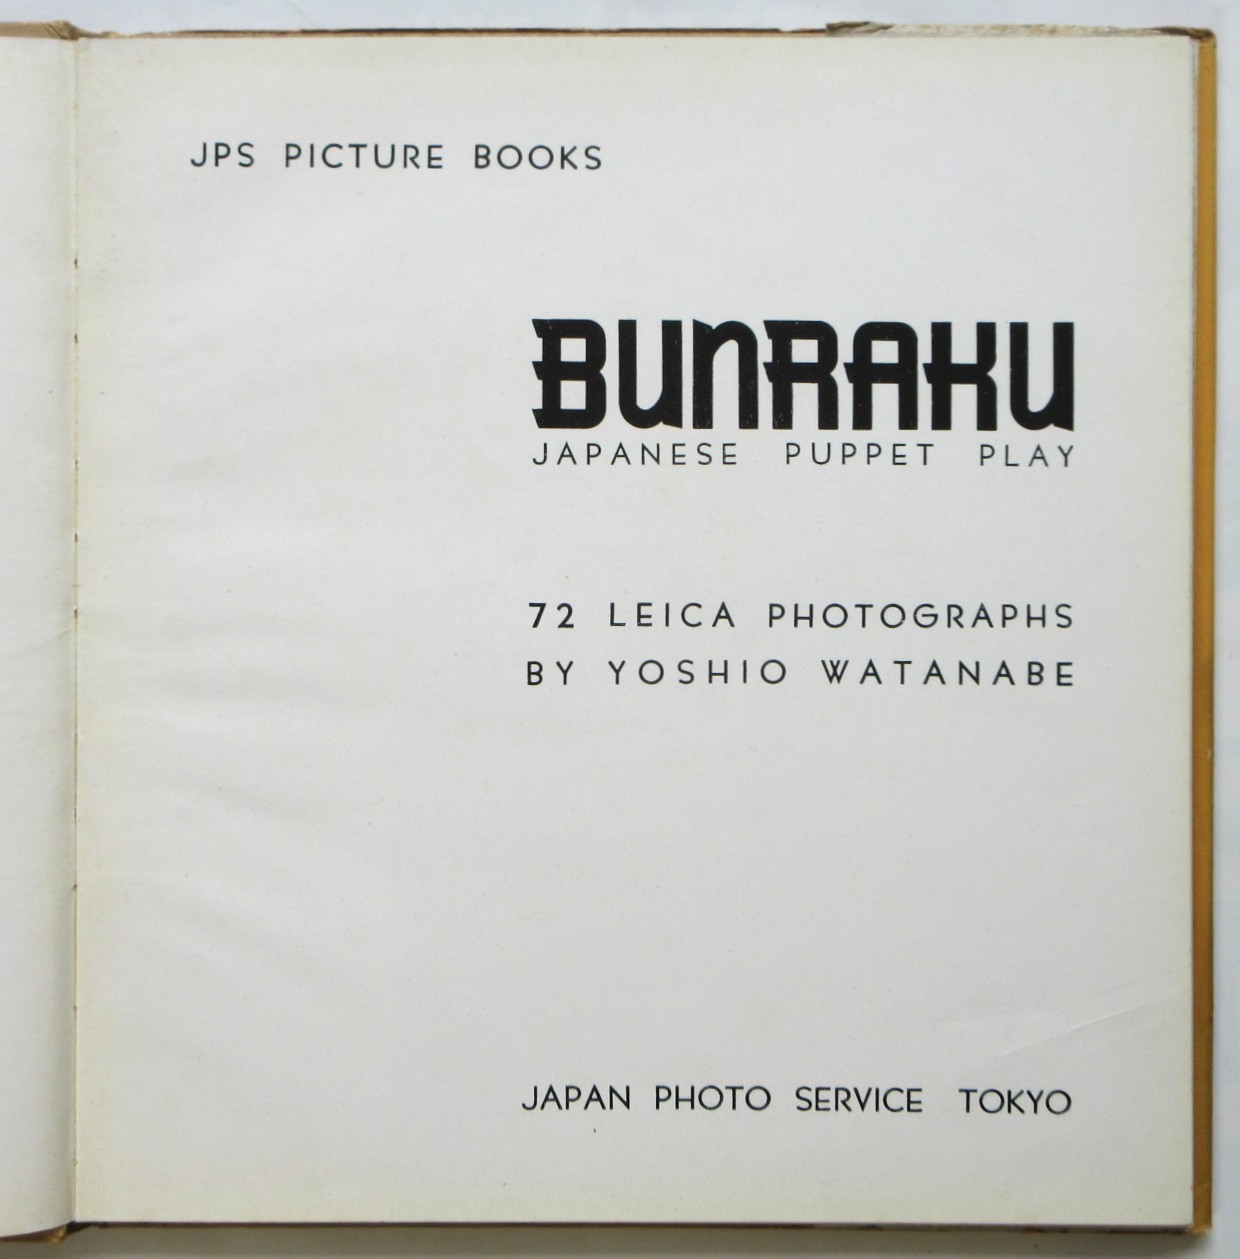 JPS PICTURE BOOKS
BUNRAKU
JAPANESE PUPPET PLAY
72 LEICA PHOTOGRAPHS
BY YOSHIO WATANABE
JAPAN PHOTO SERVICE TOKYO